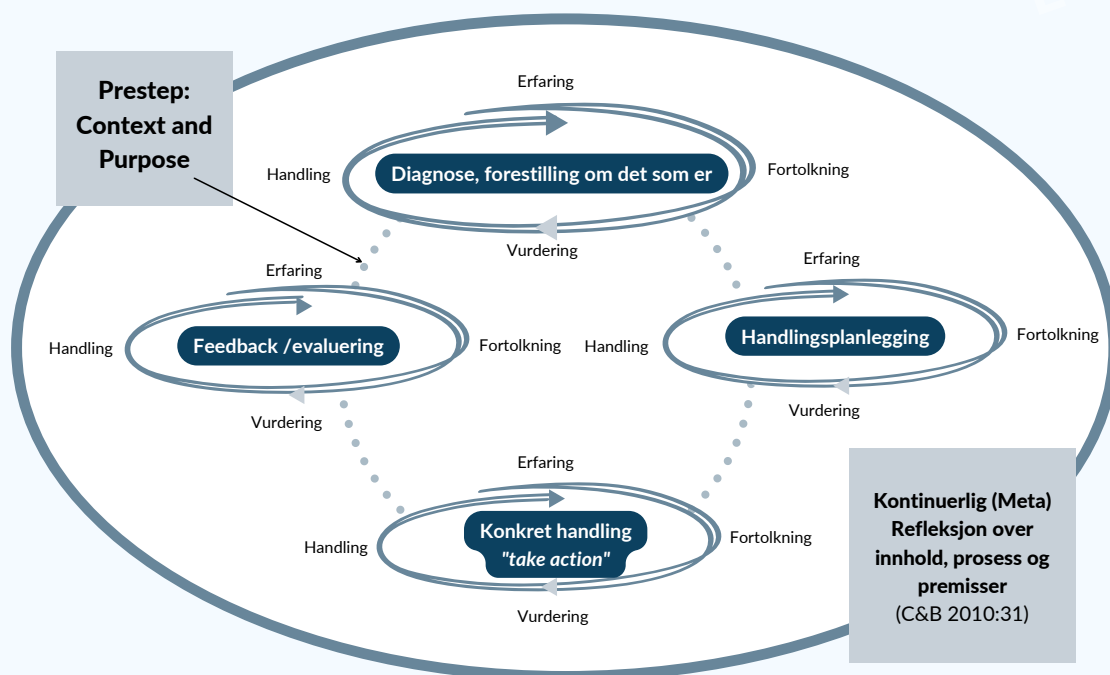 Prestep:
Context and
Purpose
Erfaring
Handling
Diagnose, forestilling om det som er
Fortolkning
Vurdering
Erfaring
Handling
Feedback /evaluering
Fortolkning
Vurdering
Erfaring
Handling
Handlingsplanlegging
Fortolkning
Vurdering
Erfaring
Handling
Konkret handling
"take action"
Fortolkning
Vurdering
Kontinuerlig (Meta)
Refleksjon over
innhold, prosess og
premisser
(C&B 2010:31)